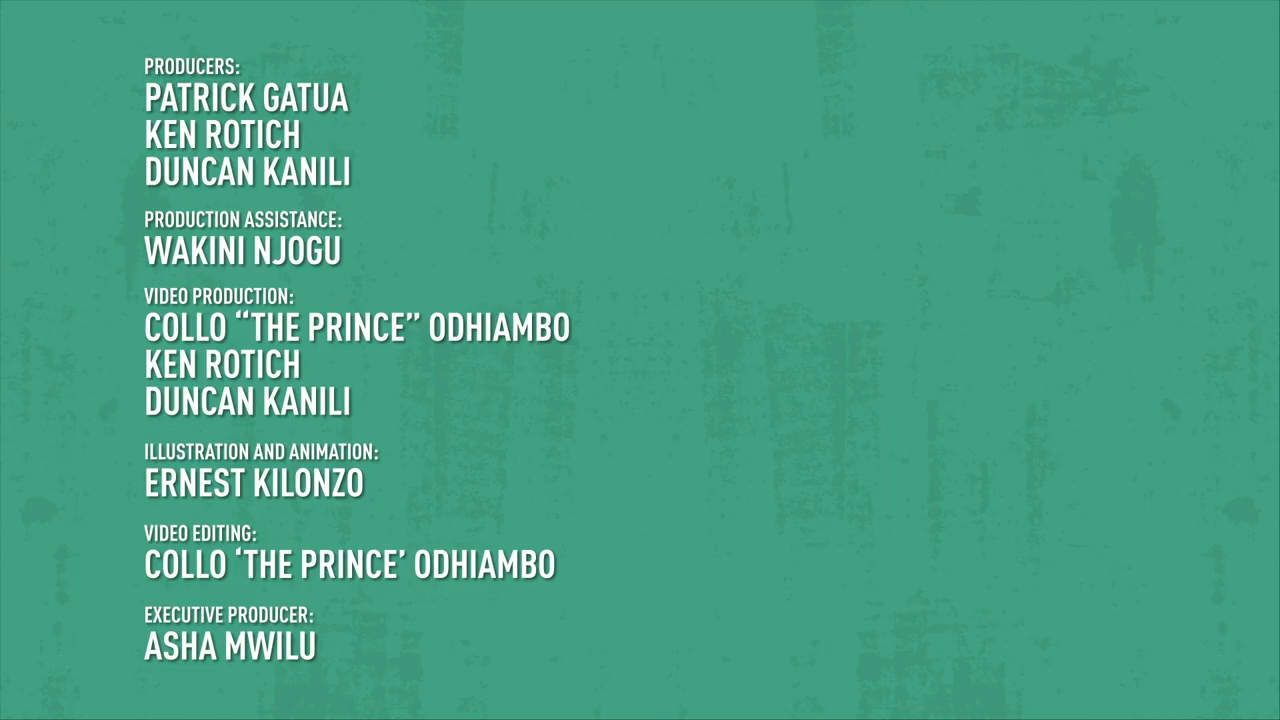 PRODUCERS:
PATRICK GATUA
KEN ROTICH
DUNCAN KANILI
PRODUCTION ASSISTANCE:
WAKINI NJOGU
VIDEO PRODUCTION:
COLLO “THE PRINCE” ODHIAMBO
KEN ROTICH
DUNCAN KANILI
ILLUSTRATION AND ANIMATION:
ERNEST KILONZO
VIDEO EDITING:
COLLO ‘THE PRINCE’ ODHIAMBO
EXECUTIVE PRODUCER:
ASHA MWILU